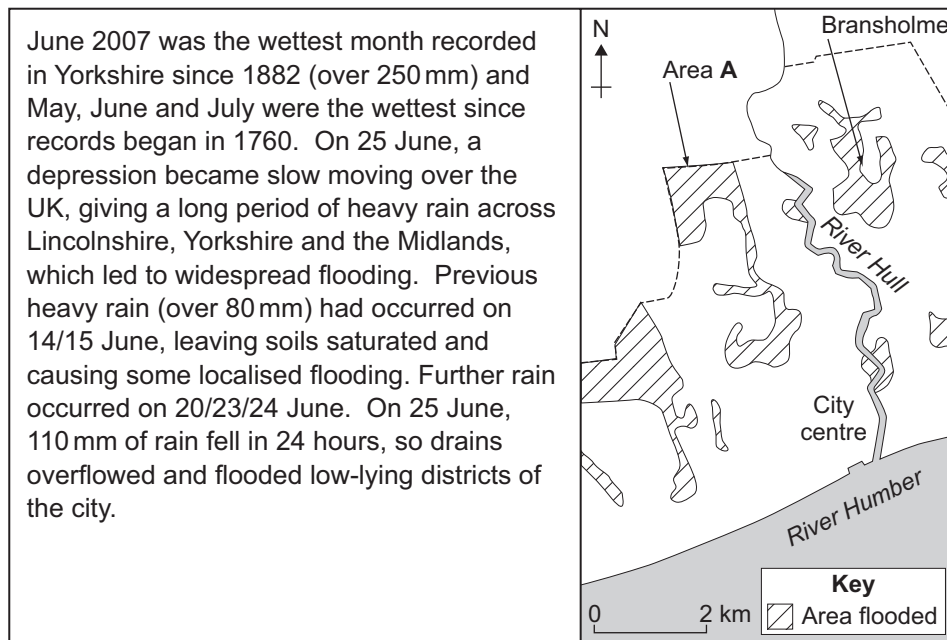 June 2007 was the wettest month recorded
in Yorkshire since 1882 (over 250 mm) and
May, June and July were the wettest since
records began in 1760.  On 25 June, a
depression became slow moving over the
UK, giving a long period of heavy rain across
Lincolnshire, Yorkshire and the Midlands,
which led to widespread flooding.  Previous
heavy rain (over 80 mm) had occurred on
14/15 June, leaving soils saturated and
causing some localised flooding. Further rain
occurred on 20/23/24 June.  On 25 June,
110 mm of rain fell in 24 hours, so drains
overflowed and flooded low-lying districts of
the city.
N
Bransholme
Area A
River Hull
City
centre
River Humber
Key
Area flooded
0 2 km